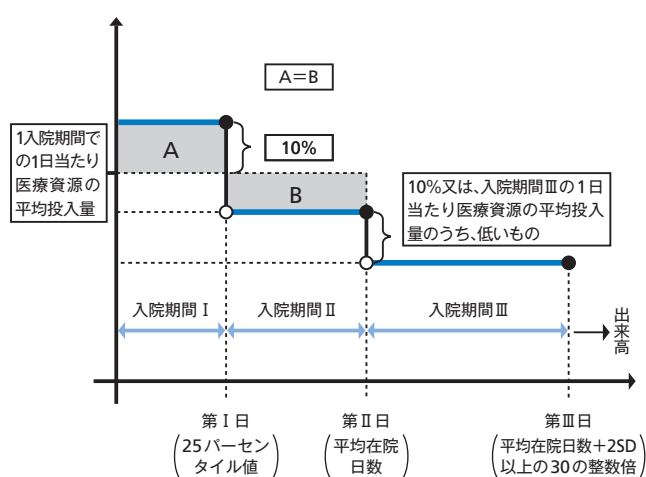 A=B
1入院期間で
の1日当たり
医療資源の
平均投入量
A
10%
B
10%又は、入院期間Ⅲの1日
当たり医療資源の平均投入
量のうち、低いもの
入院期間Ⅰ
入院期間Ⅱ
入院期間Ⅲ
出来高
第Ⅰ日
(25パーセン
タイル値)
第Ⅱ日
(平均在院
日数)
第Ⅲ日
(平均在院日数+2SD
以上の30の整数倍)